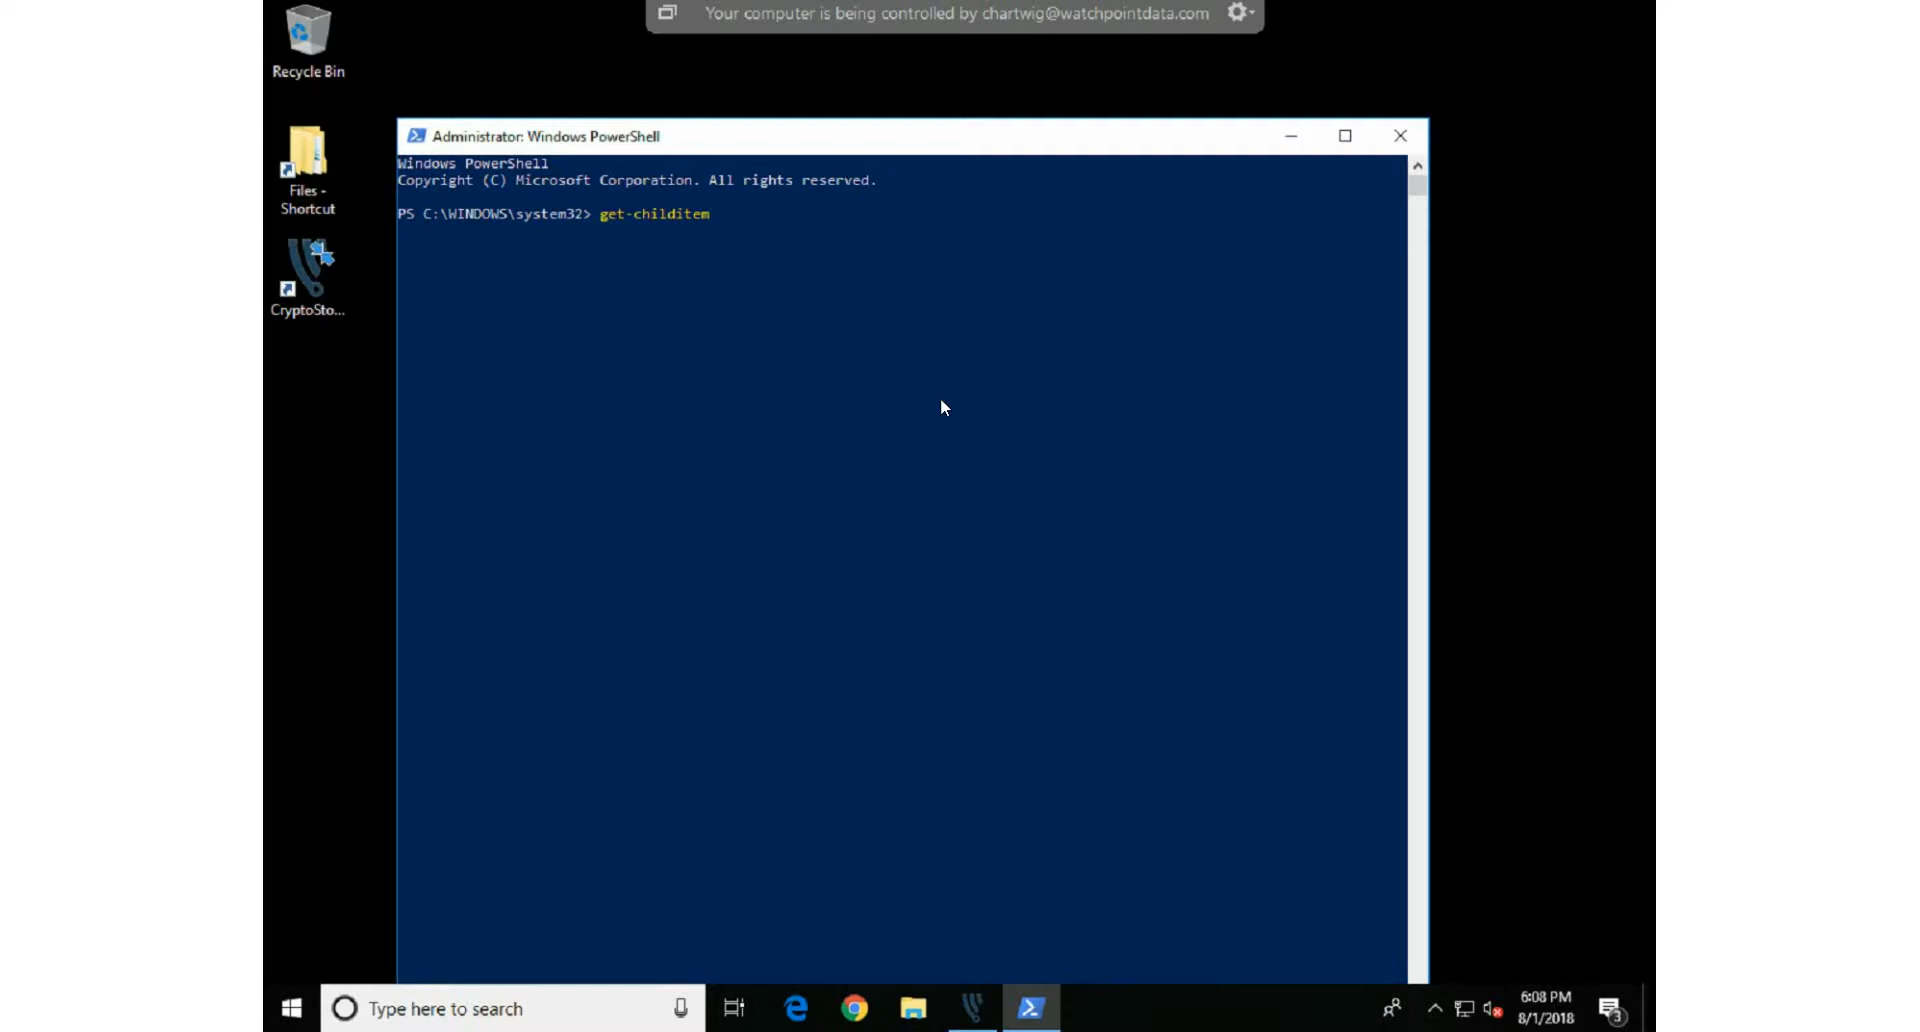 Your computer is being controlled by chartwig@watchpointdata.com
Recycle Bin
Files -
Shortcut
CryptoSto...
Administrator: Windows PowerShell
Windows PowerShell
Copyright (C) Microsoft Corporation. All rights reserved.
PS C:\WINDOWS\system32> get-childitem
Type here to search
6:08 PM
8/1/2018
3